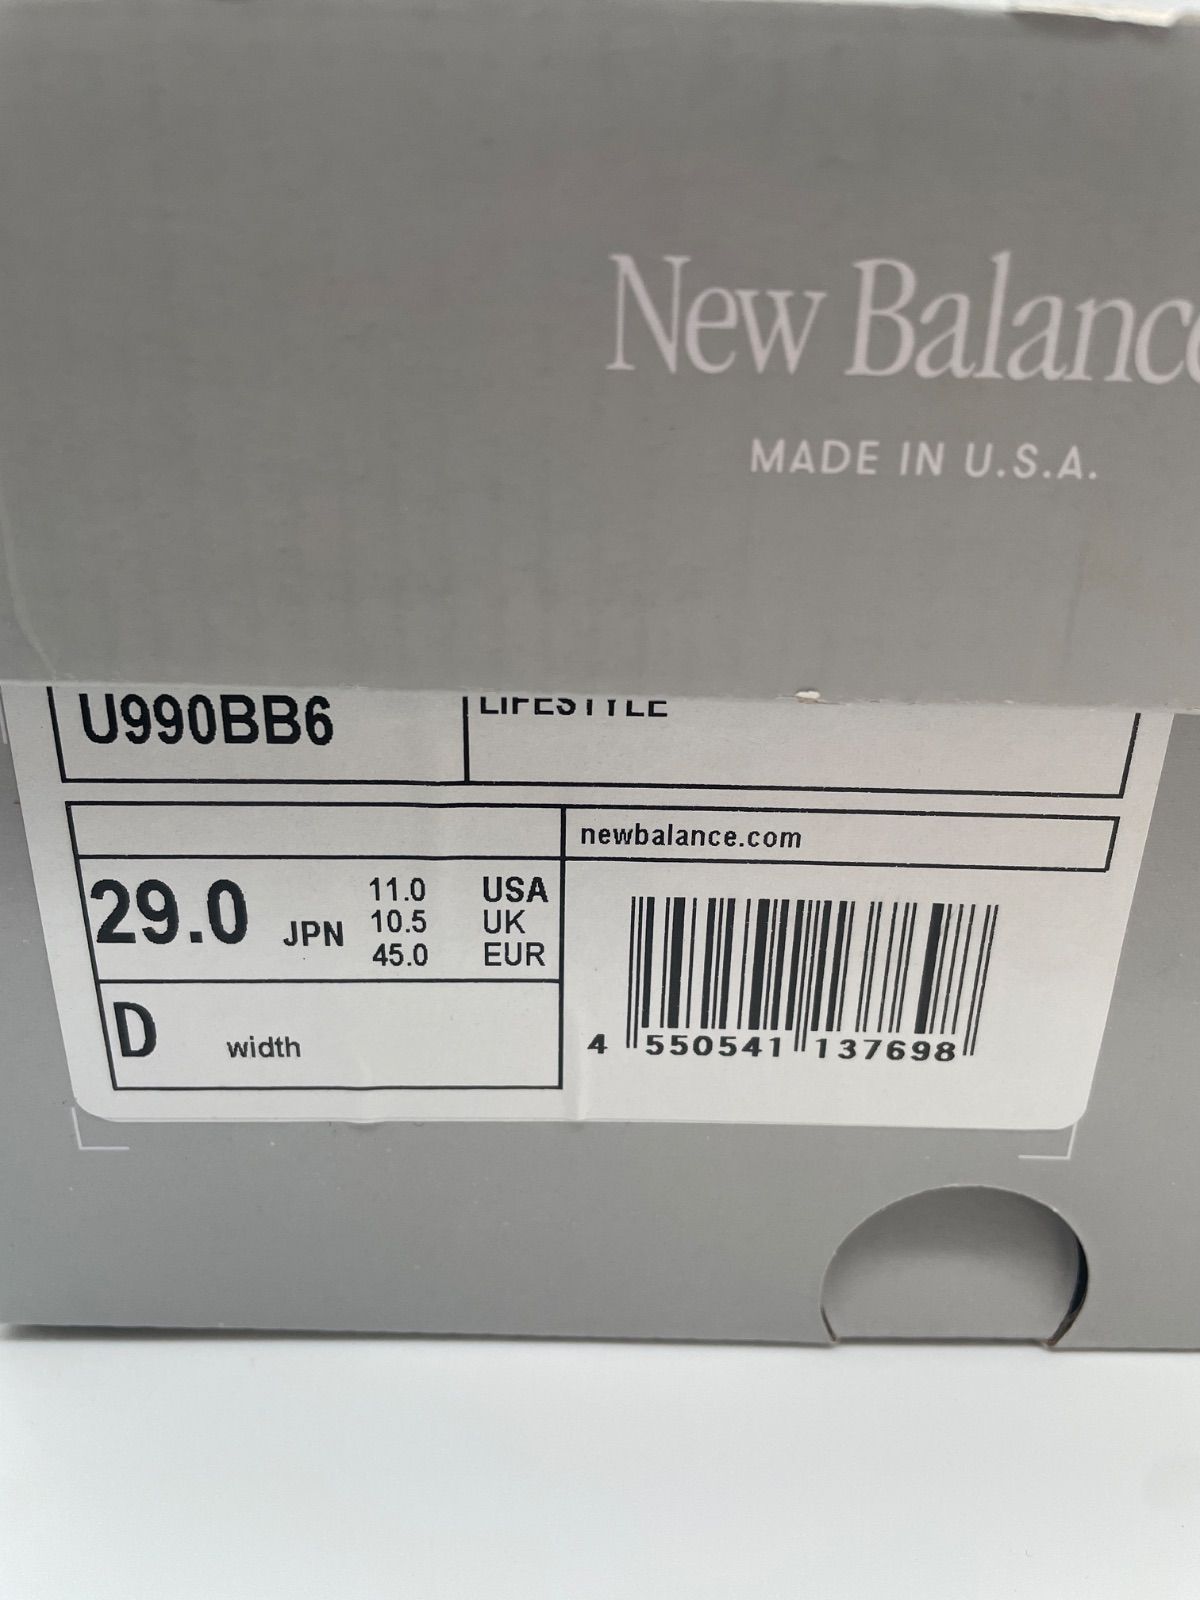 New Balance
MADE IN U.S.A.
U990BB6
LIFESTYLE
newbalance.com
29.0 JPN
11.0 USA
10.5 UK
45.0 EUR
D width
4 550541 137698